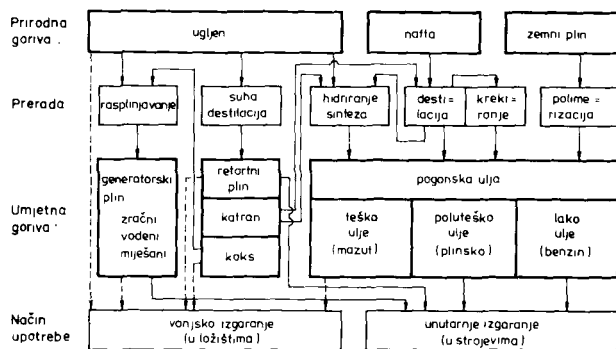 Prirodna
goriva :
ugljen
nafta
zemni plin
Prerada
rasplinjavanje
suha
destilacija
hidriranje
sinteza
desti =
lacija
kreki =
ranje
polime =
rizacija
Umjetna
goriva :
generatorski
plin
zračni
vodeni
miješani
retortni
plin
katran
koks
pogonska ulja
teško
ulje
(mazut)
poluteško
ulje
(plinsko)
lako
ulje
(benzin)
Način
upotrebe :
vanjsko izgaranje
(u ložištima)
unutarnje izgaranje
(u strojevima)